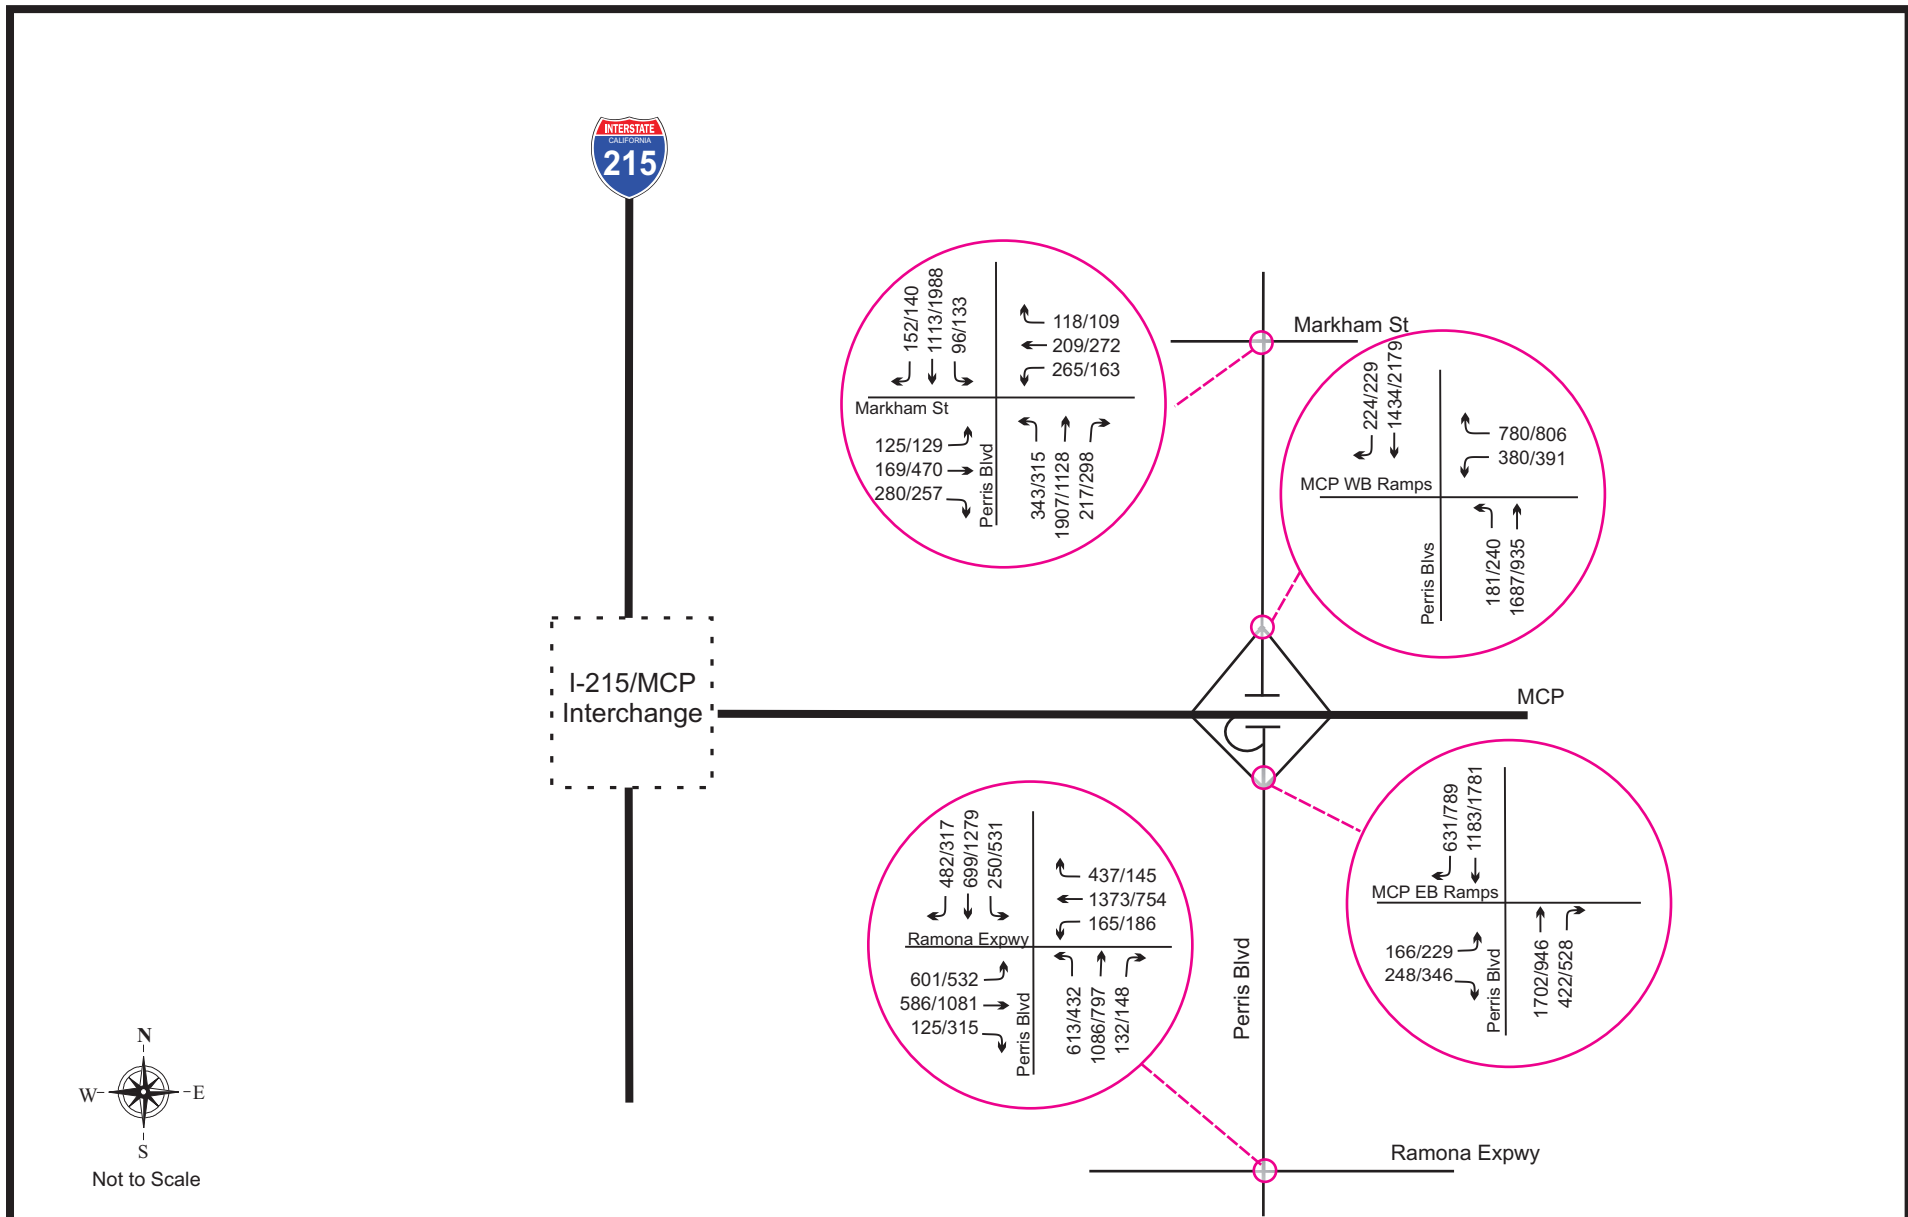 INTERSTATE
CALIFORNIA
215
152/140
1113/1988
96/133
118/109
209/272
265/163
Markham St
125/129
169/470
280/257
Perris Blvd
343/315
1907/1128
217/298
Markham St
224/229
1434/2179
780/806
380/391
MCP WB Ramps
Perris Blvs
181/240
1687/935
I-215/MCP
Interchange
MCP
482/317
699/1279
250/531
437/145
1373/754
165/186
Ramona Expwy
601/532
586/1081
125/315
Perris Blvd
613/432
1086/797
132/148
Perris Blvd
631/789
1183/1781
MCP EB Ramps
166/229
248/346
Perris Blvd
1702/946
422/528
N
W
E
S
Not to Scale
Ramona Expwy